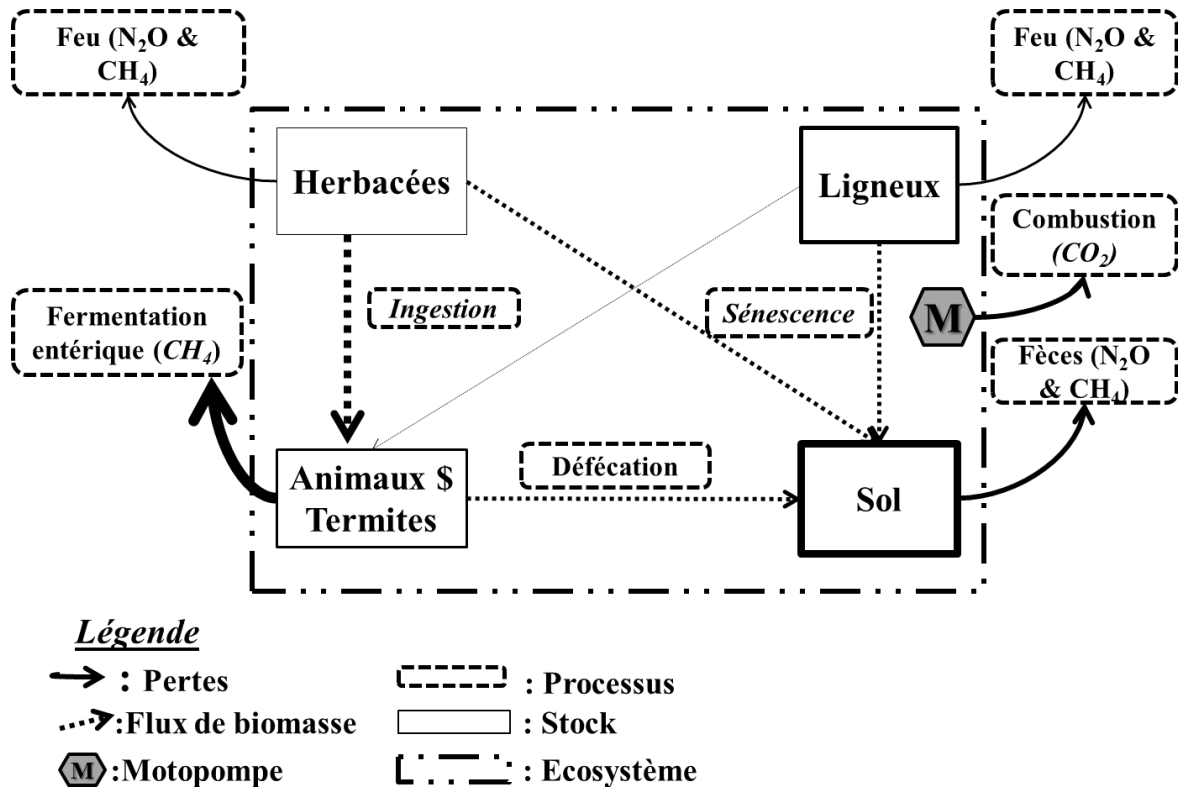 Feu (N₂O &
CH₄)
Feu (N₂O &
CH₄)
Herbacées
Ligneux
Combustion
(CO₂)
Ingestion
Sénescence
M
Fermentation
entérique (CH₄)
Fèces (N₂O
& CH₄)
Animaux $
Termites
Défécation
Sol
Légende
: Pertes
: Processus
:Flux de biomasse
: Stock
M :Motopompe
: Ecosystème